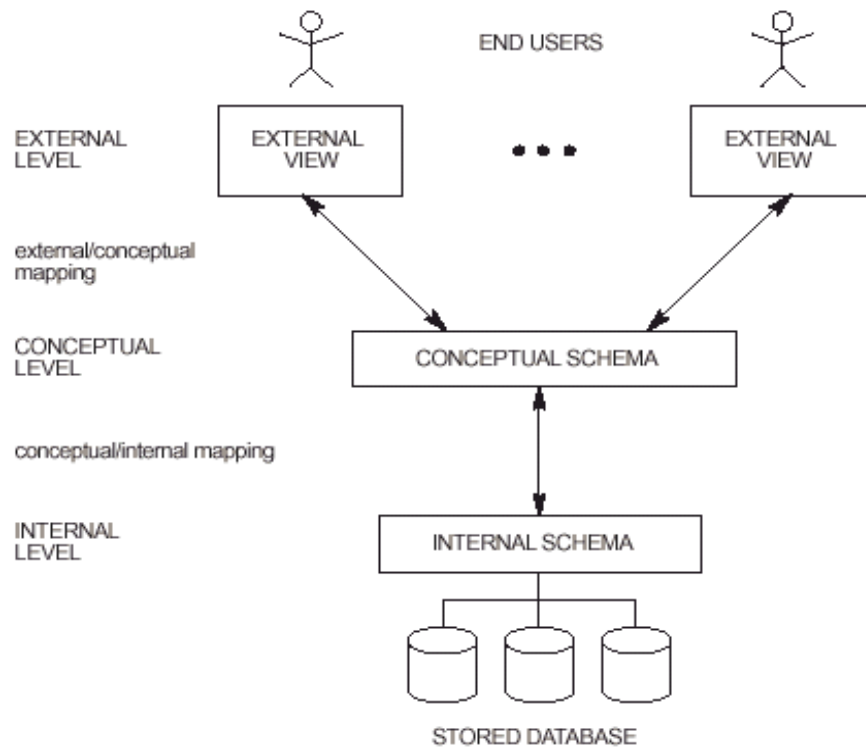 END USERS
EXTERNAL
LEVEL
EXTERNAL
VIEW
EXTERNAL
VIEW
external/conceptual
mapping
CONCEPTUAL
LEVEL
CONCEPTUAL SCHEMA
conceptual/internal mapping
INTERNAL
LEVEL
INTERNAL SCHEMA
STORED DATABASE